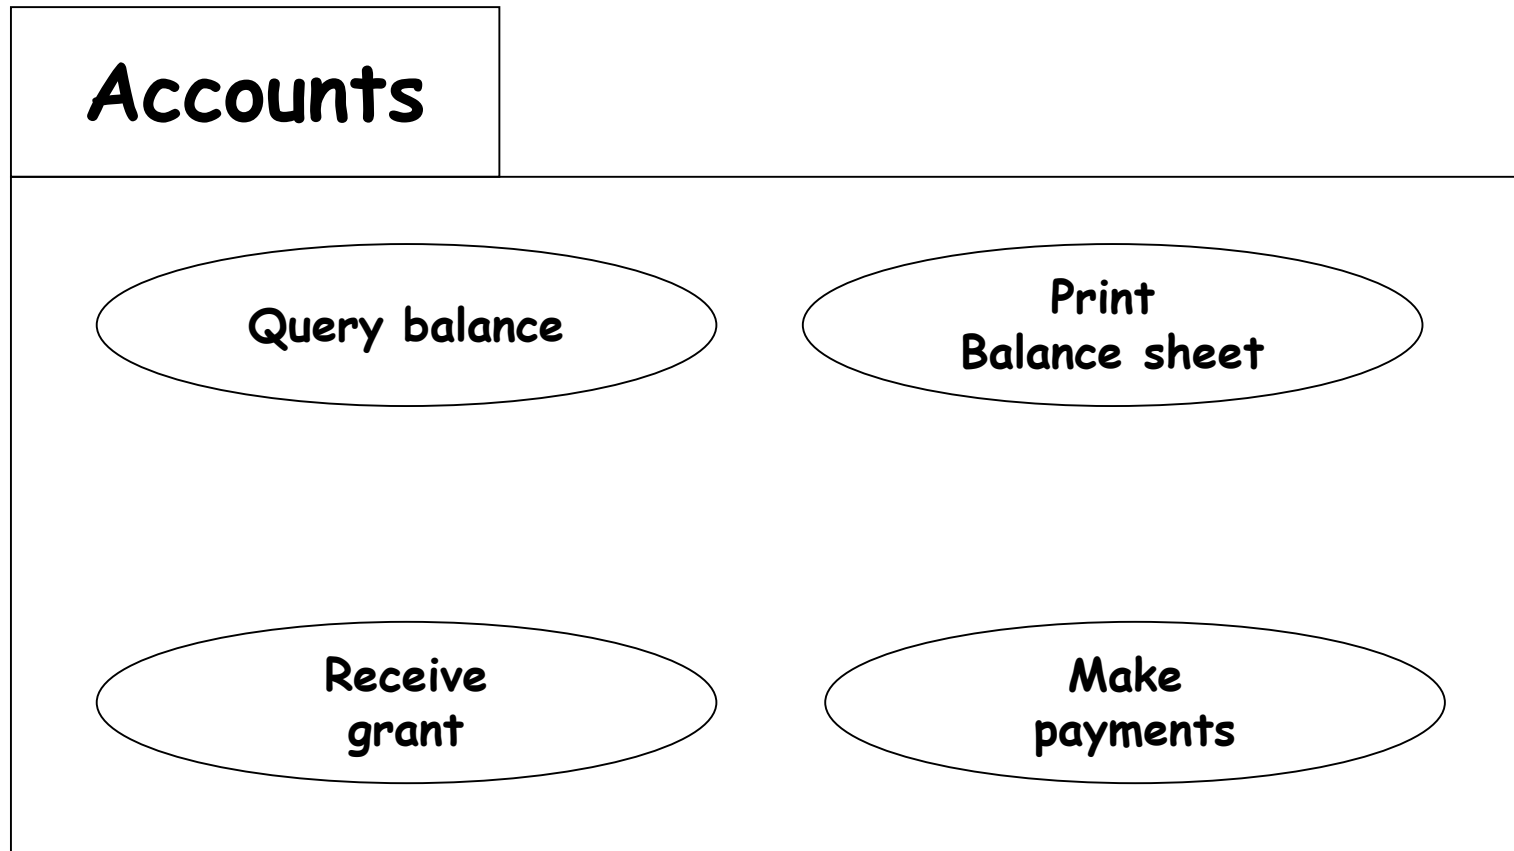 Accounts
Query balance
Print
Balance sheet
Receive
grant
Make
payments